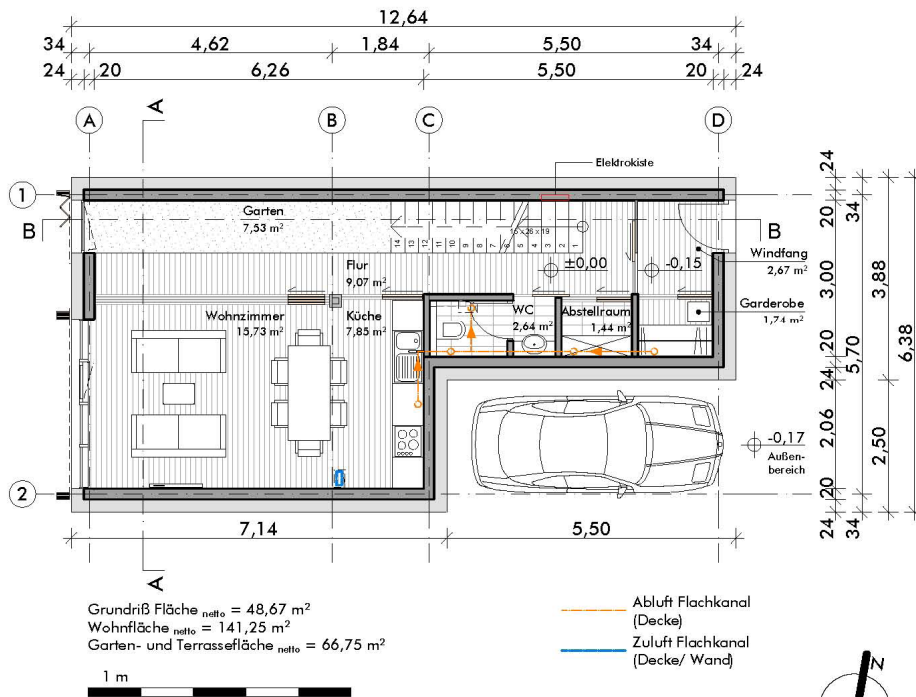 12,64
34 4,62 1,84 5,50 34
24 20 6,26 5,50 20 24
A B C D
A
Elektrokiste
1
B B
Garten
7,53 m²
16 x 26 x 19
14 13 12 11 10 9 8 7 6 5 4 3 2 1
Flur
9,07 m²
±0,00
-0,15
Windfang
2,67 m²
Wohnzimmer
15,73 m²
Küche
7,85 m²
WC
2,64 m²
Abstellraum
1,44 m²
Garderobe
1,74 m²
24 20 3,00 1,20 24 2,06 20 24
34 5,70 34
3,88 2,50
6,38
-0,17
Außen-
bereich
2
7,14 5,50
A
Grundriß Fläche netto = 48,67 m²
Wohnfläche netto = 141,25 m²
Garten- und Terrassefläche netto = 66,75 m²
1 m
Abluft Flachkanal
(Decke)
Zuluft Flachkanal
(Decke/ Wand)
N